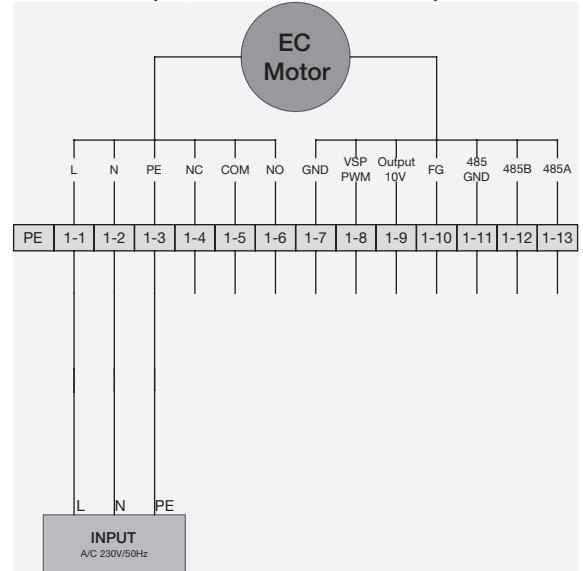 EC
Motor
L N PE NC COM NO GND VSP PWM Output 10V FG 485 GND 485B 485A
PE 1-1 1-2 1-3 1-4 1-5 1-6 1-7 1-8 1-9 1-10 1-11 1-12 1-13
L N PE
INPUT
A/C 230V/50Hz